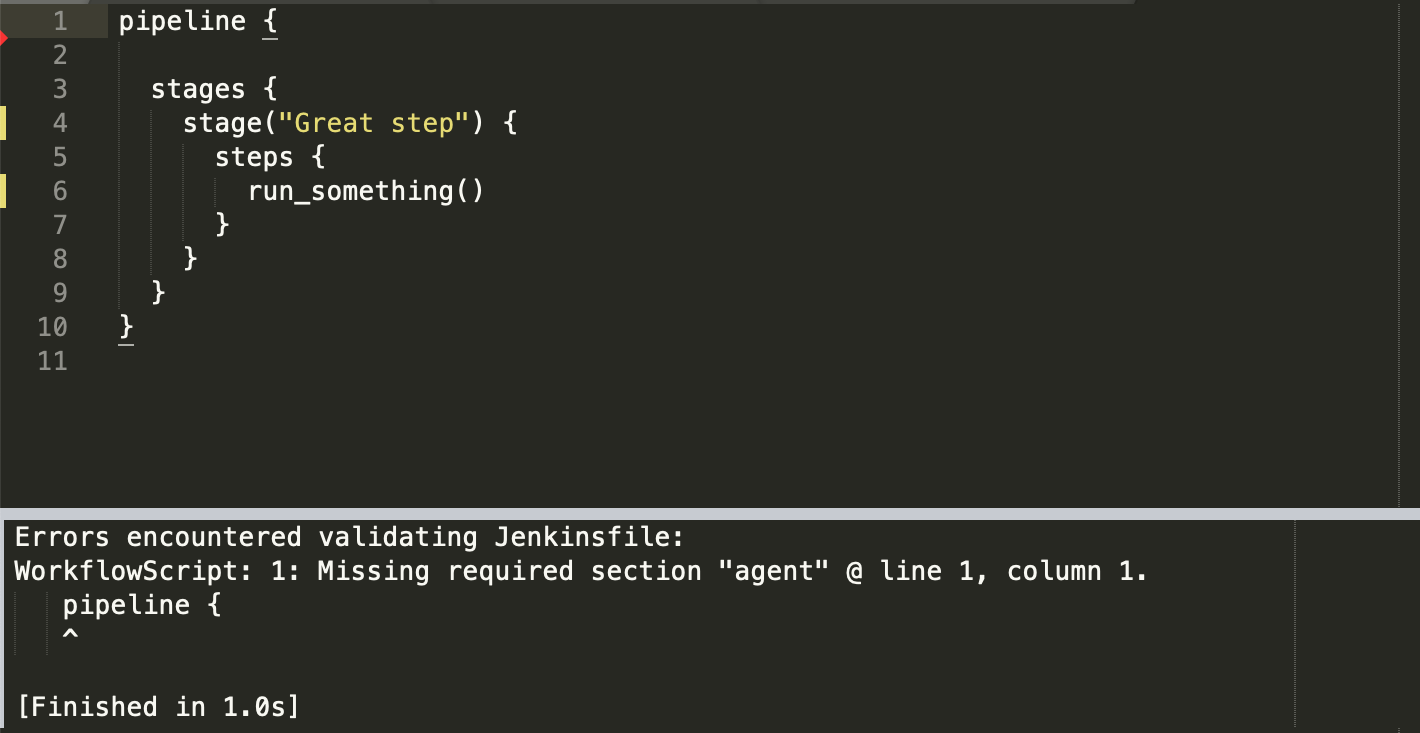 1 pipeline {
2
3 stages {
4 stage("Great step") {
5 steps {
6 run_something()
7 }
8 }
9 }
10 }
11
Errors encountered validating Jenkinsfile:
WorkflowScript: 1: Missing required section "agent" @ line 1, column 1.
pipeline {
^
[Finished in 1.0s]